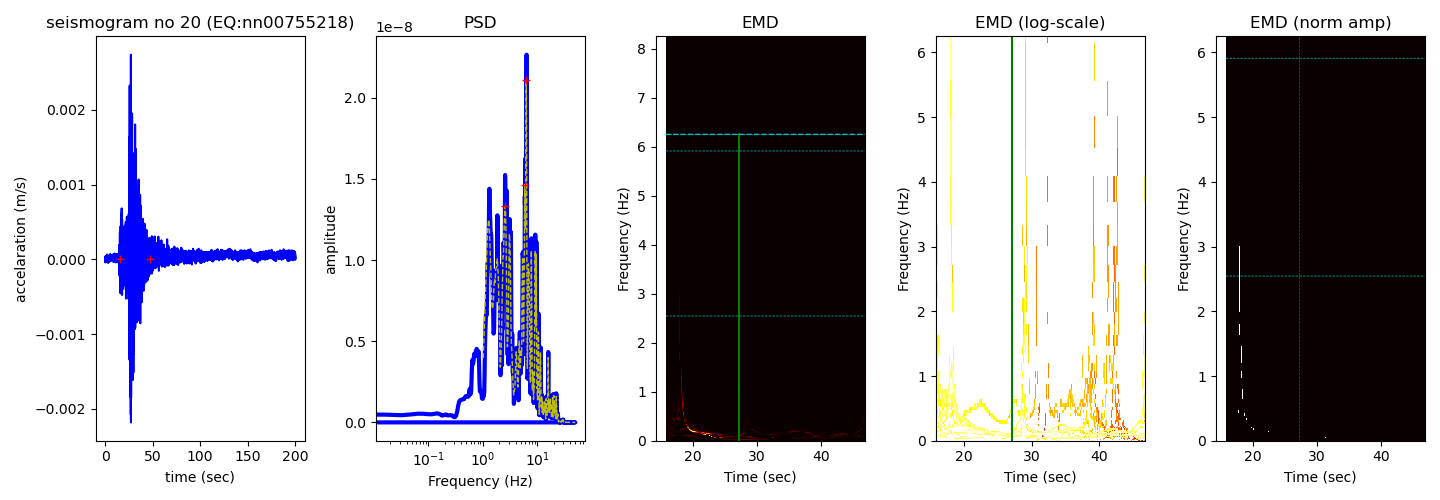 seismogram no 20 (EQ:nn00755218)
accelaration (m/s)
0.002
0.001
0.000
−0.001
−0.002
0 50 100 150 200
time (sec)
PSD
1e−8
amplitude
2.0
1.5
1.0
0.5
0.0
10⁻¹ 10⁰ 10¹
Frequency (Hz)
EMD
Frequency (Hz)
8
7
6
5
4
3
2
1
0
20 30 40
Time (sec)
EMD (log-scale)
Frequency (Hz)
6
5
4
3
2
1
0
20 30 40
Time (sec)
EMD (norm amp)
Frequency (Hz)
6
5
4
3
2
1
0
20 30 40
Time (sec)